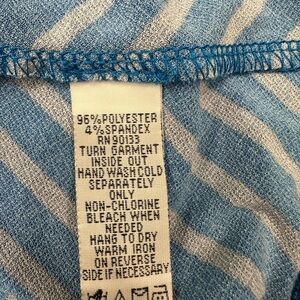 96%POLYESTER
4%SPANDEX
RN 90133
TURN GARMENT
INSIDE OUT
HAND WASH COLD
SEPARATELY
ONLY
NON-CHLORINE
BLEACH WHEN
NEEDED
HANG TO DRY
WARM IRON
ON REVERSE
SIDE IF NECESSARY